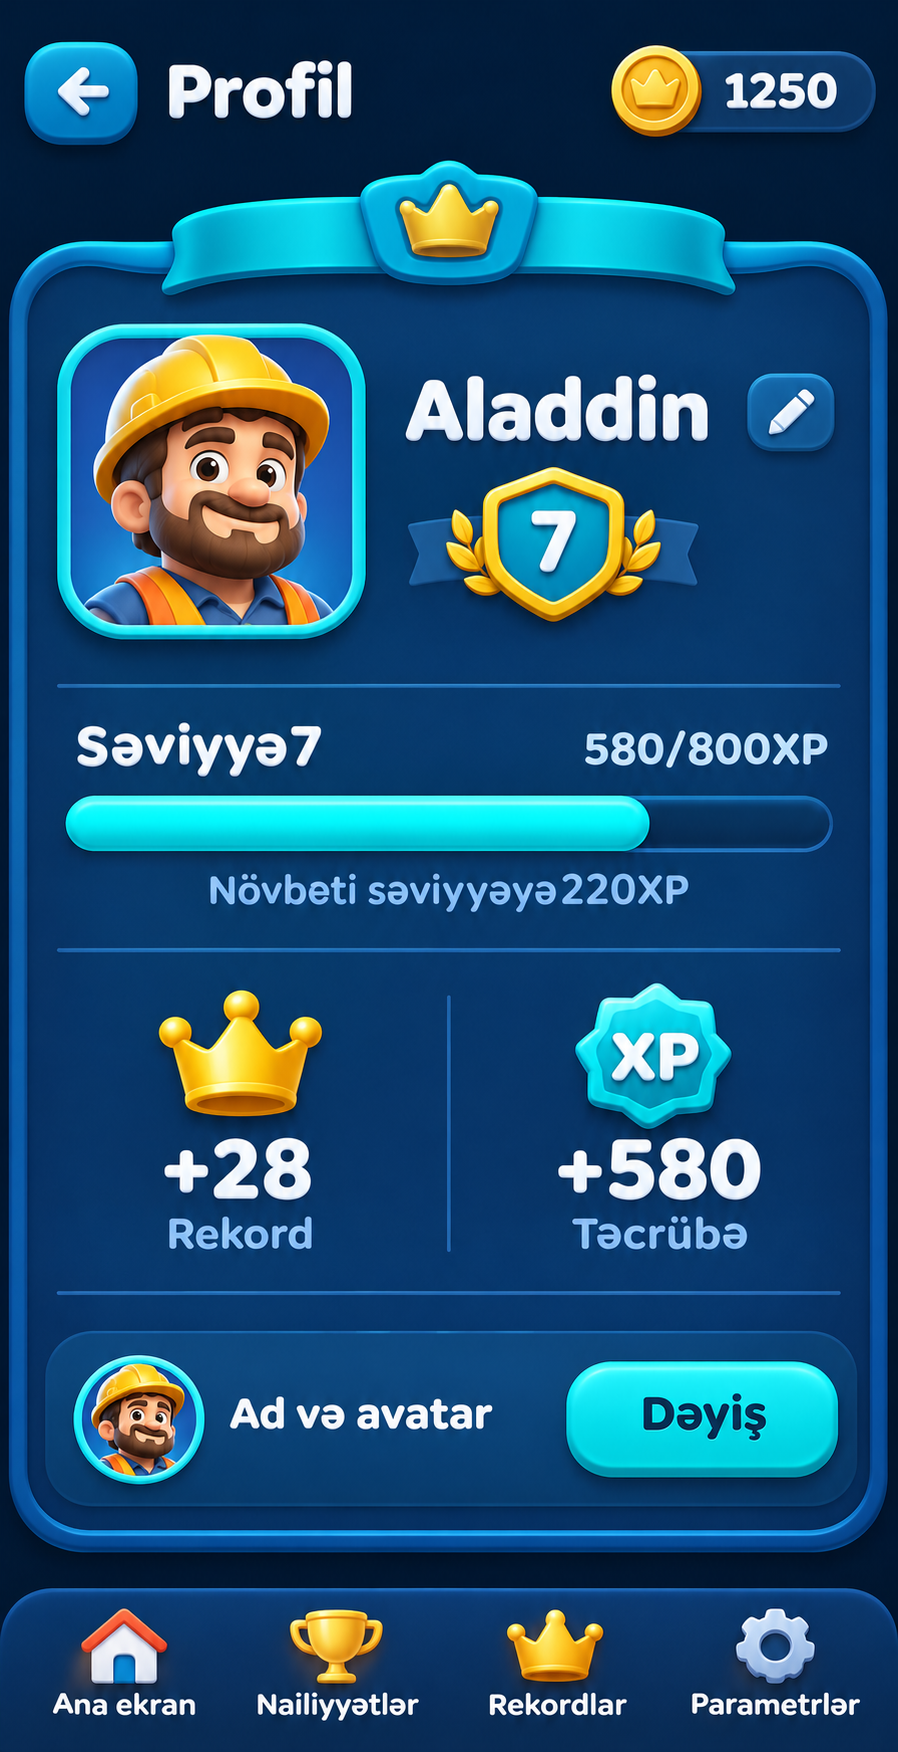 Profil
1250
Aladdin
7
Səviyyə7
580/800XP
Növbeti səviyyəyə220XP
XP
+28
+580
Rekord
Təcrübə
Ad və avatar
Dəyiş
Ana ekran
Nailiyyətlər
Rekordlar
Parametrlər